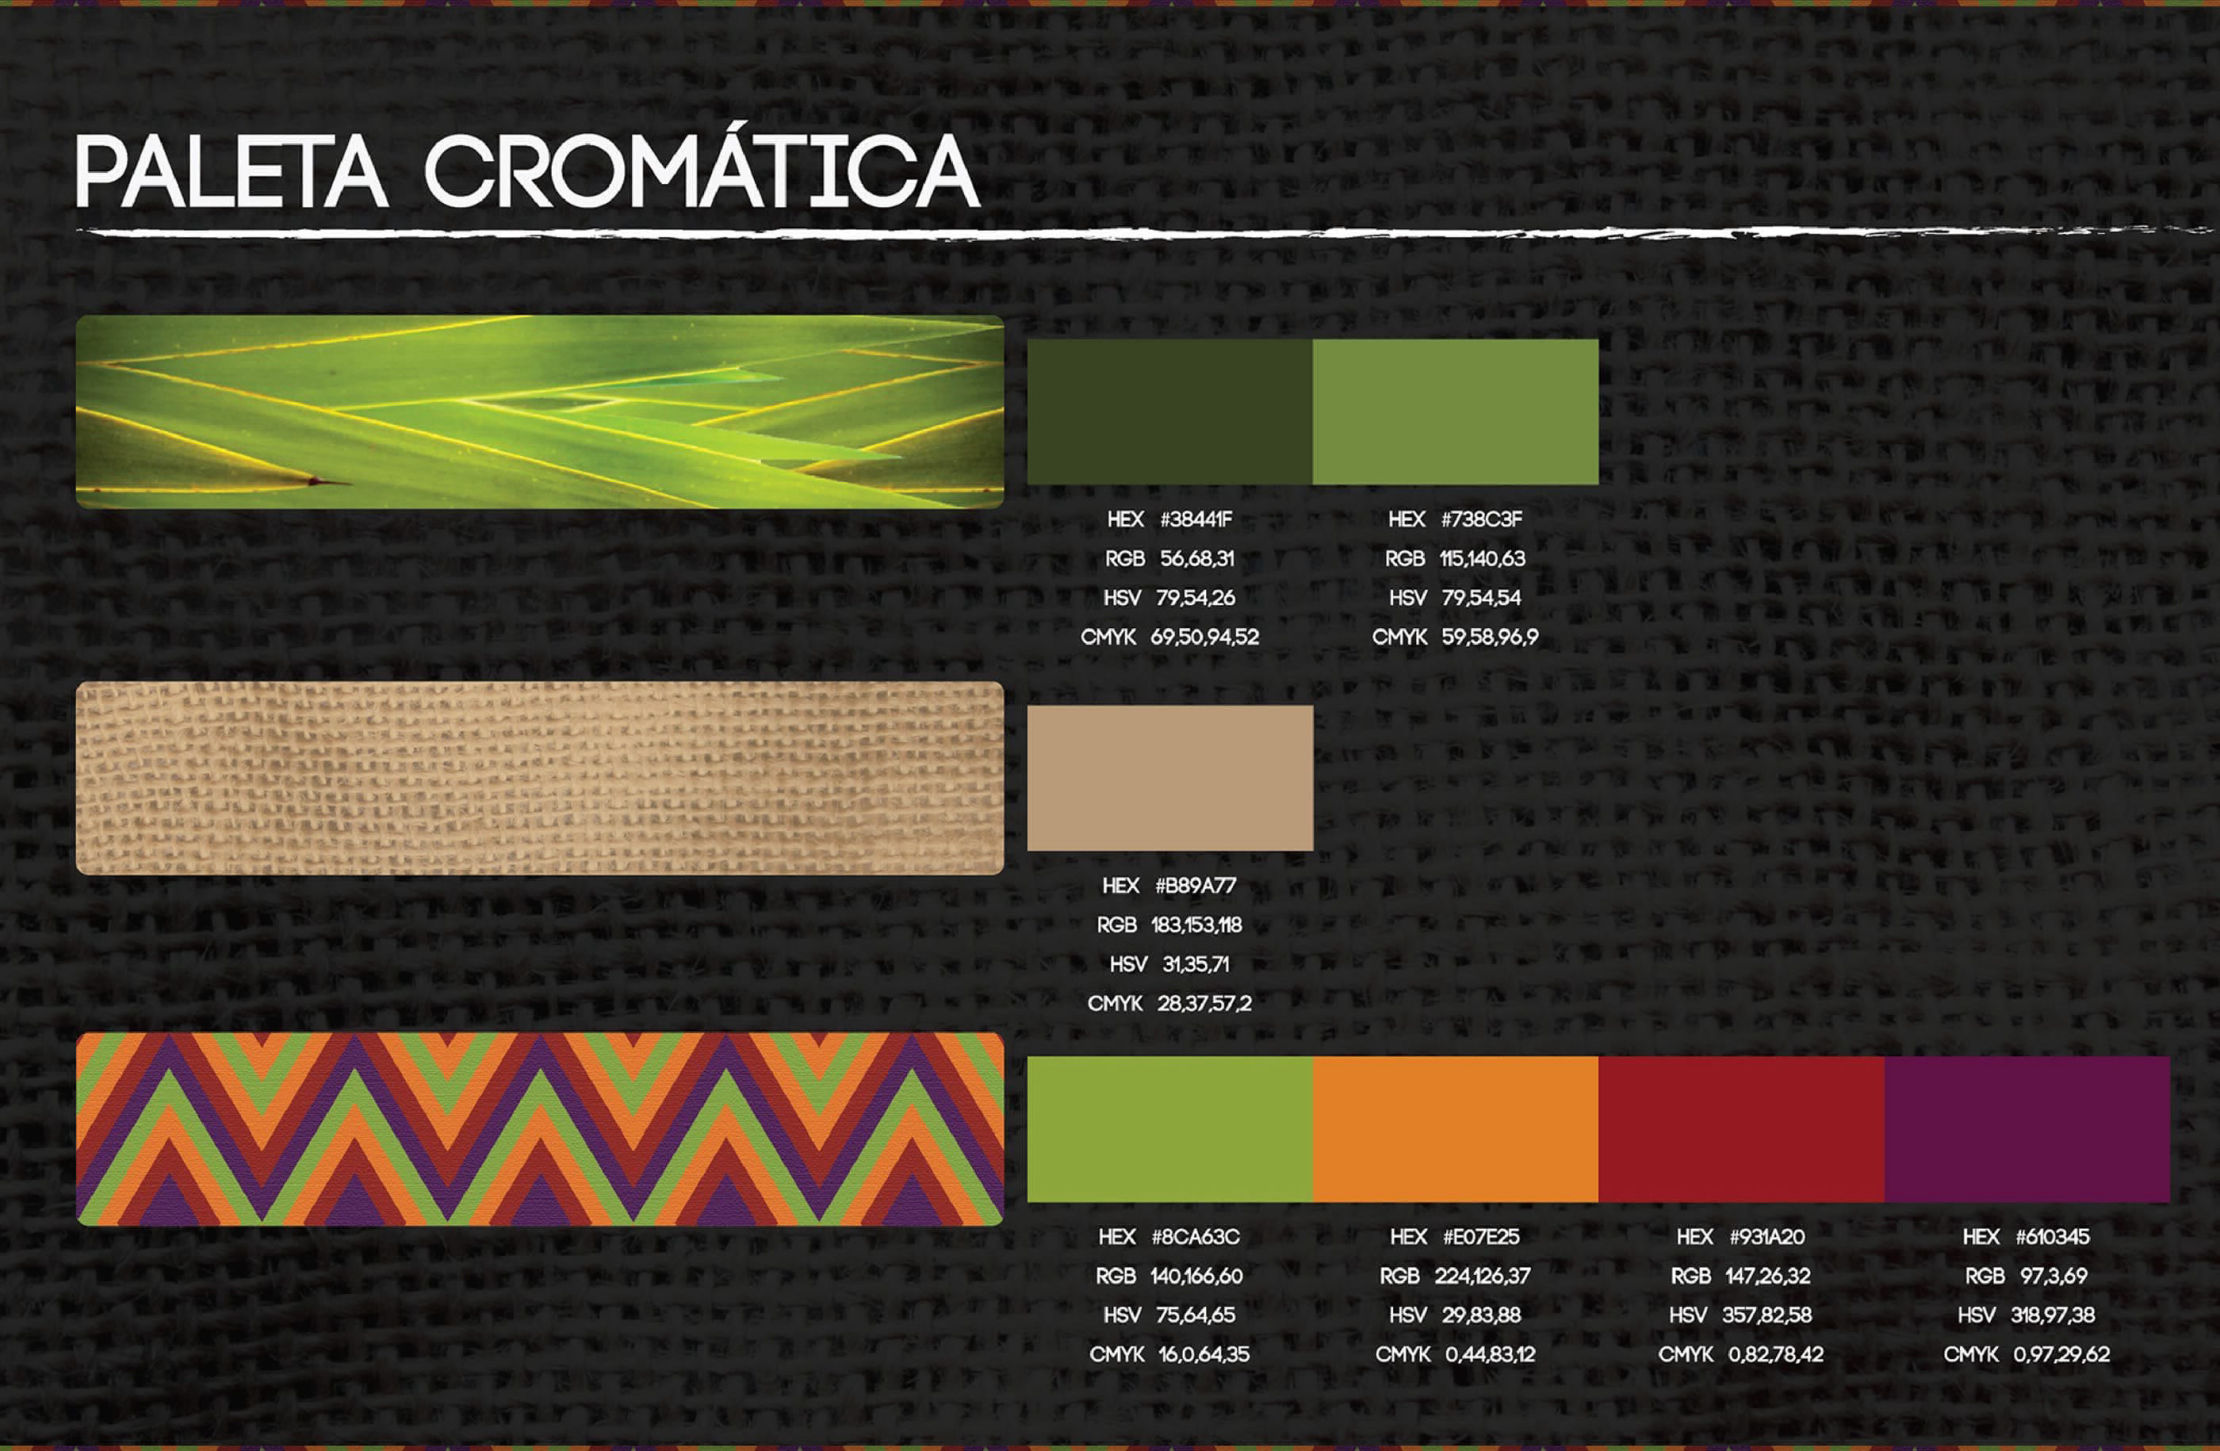 PALETA CROMÁTICA
HEX #38441F
RGB 56,68,31
HSV 79,54,26
CMYK 69,50,94,52
HEX #738C3F
RGB 115,140,63
HSV 79,54,54
CMYK 59,58,96,9
HEX #B89A77
RGB 183,153,118
HSV 31,35,71
CMYK 28,37,57,2
HEX #8CA63C
RGB 140,166,60
HSV 75,64,65
CMYK 16,0,64,35
HEX #E07E25
RGB 224,126,37
HSV 29,83,88
CMYK 0,44,83,12
HEX #931A20
RGB 147,26,32
HSV 357,82,58
CMYK 0,82,78,42
HEX #610345
RGB 97,3,69
HSV 318,97,38
CMYK 0,97,29,62